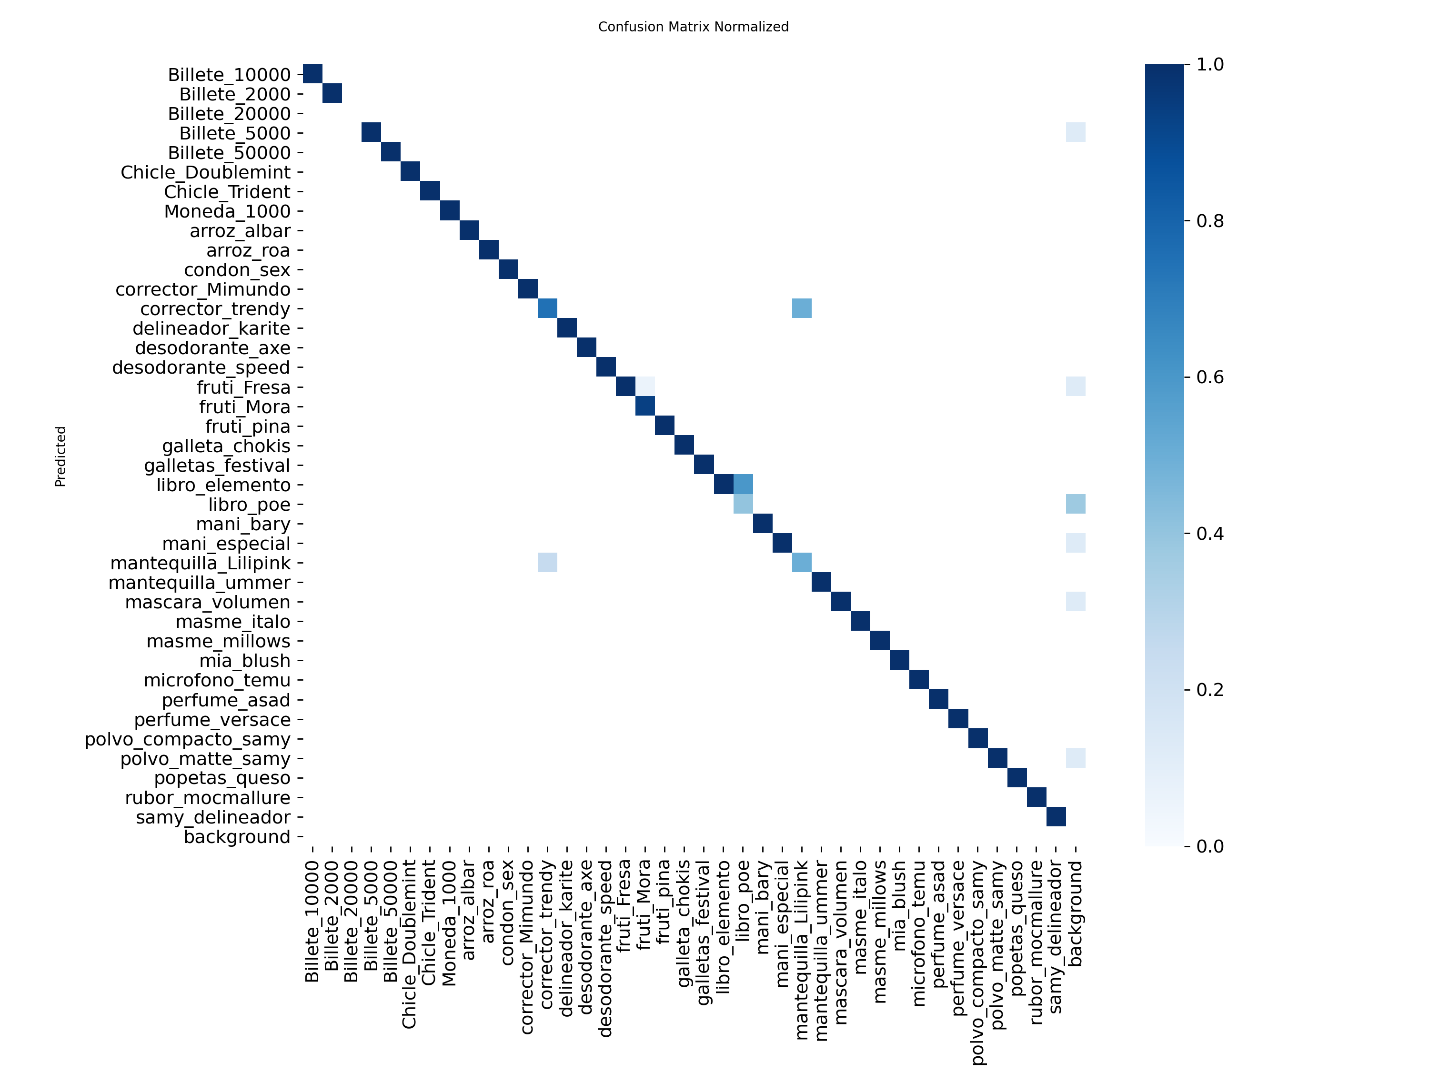 Confusion Matrix Normalized
Predicted
Billete_10000
Billete_2000
Billete_20000
Billete_5000
Billete_50000
Chicle_Doublemint
Chicle_Trident
Moneda_1000
arroz_albar
arroz_roa
condon_sex
corrector_Mimundo
corrector_trendy
delineador_karite
desodorante_axe
desodorante_speed
fruti_Fresa
fruti_Mora
fruti_pina
galleta_chokis
galletas_festival
libro_elemento
libro_poe
mani_bary
mani_especial
mantequilla_Lilipink
mantequilla_ummer
mascara_volumen
masme_italo
masme_millows
mia_blush
microfono_temu
perfume_asad
perfume_versace
polvo_compacto_samy
polvo_matte_samy
popetas_queso
rubor_mocmallure
samy_delineador
background
Billete_10000
Billete_2000
Billete_20000
Billete_5000
Billete_50000
Chicle_Doublemint
Chicle_Trident
Moneda_1000
arroz_albar
arroz_roa
condon_sex
corrector_Mimundo
corrector_trendy
delineador_karite
desodorante_axe
desodorante_speed
fruti_Fresa
fruti_Mora
fruti_pina
galleta_chokis
galletas_festival
libro_elemento
libro_poe
mani_bary
mani_especial
mantequilla_Lilipink
mantequilla_ummer
mascara_volumen
masme_italo
masme_millows
mia_blush
microfono_temu
perfume_asad
perfume_versace
polvo_compacto_samy
polvo_matte_samy
popetas_queso
rubor_mocmallure
samy_delineador
background
1.0
0.8
0.6
0.4
0.2
0.0